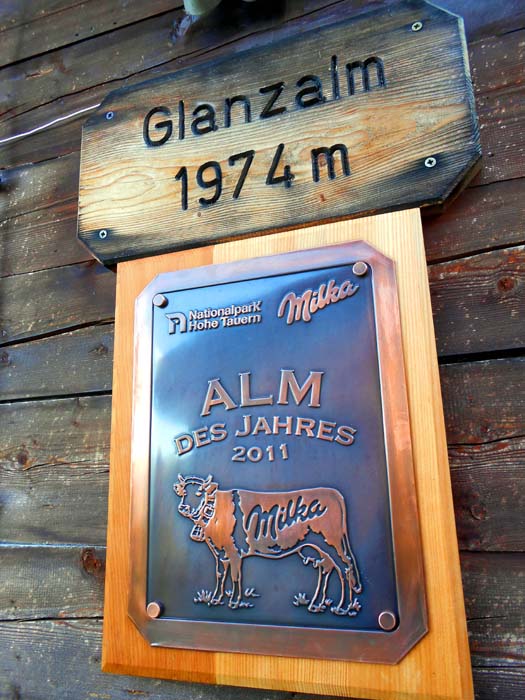 Glanzalm
1974 m
Nationalpark
Hohe Tauern
Milka
ALM
DES JAHRES
2011
Milka